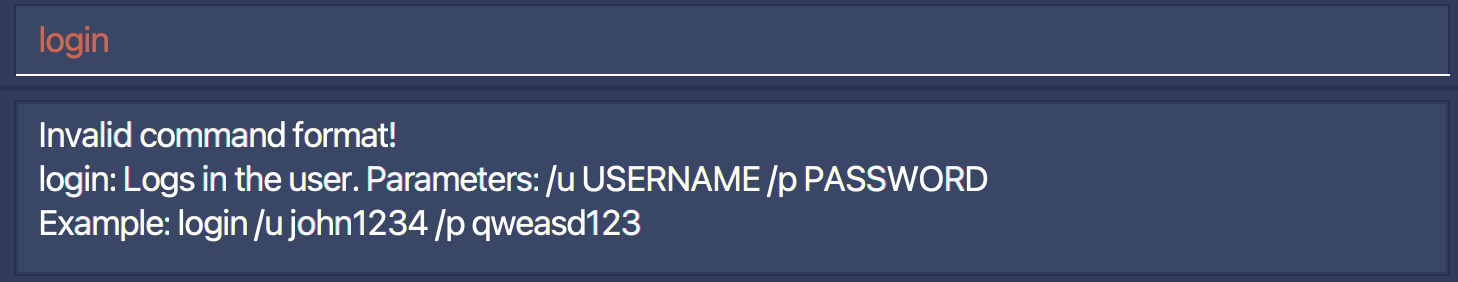 login
Invalid command format!
login: Logs in the user. Parameters: /u USERNAME /p PASSWORD
Example: login /u john1234 /p qweasd123